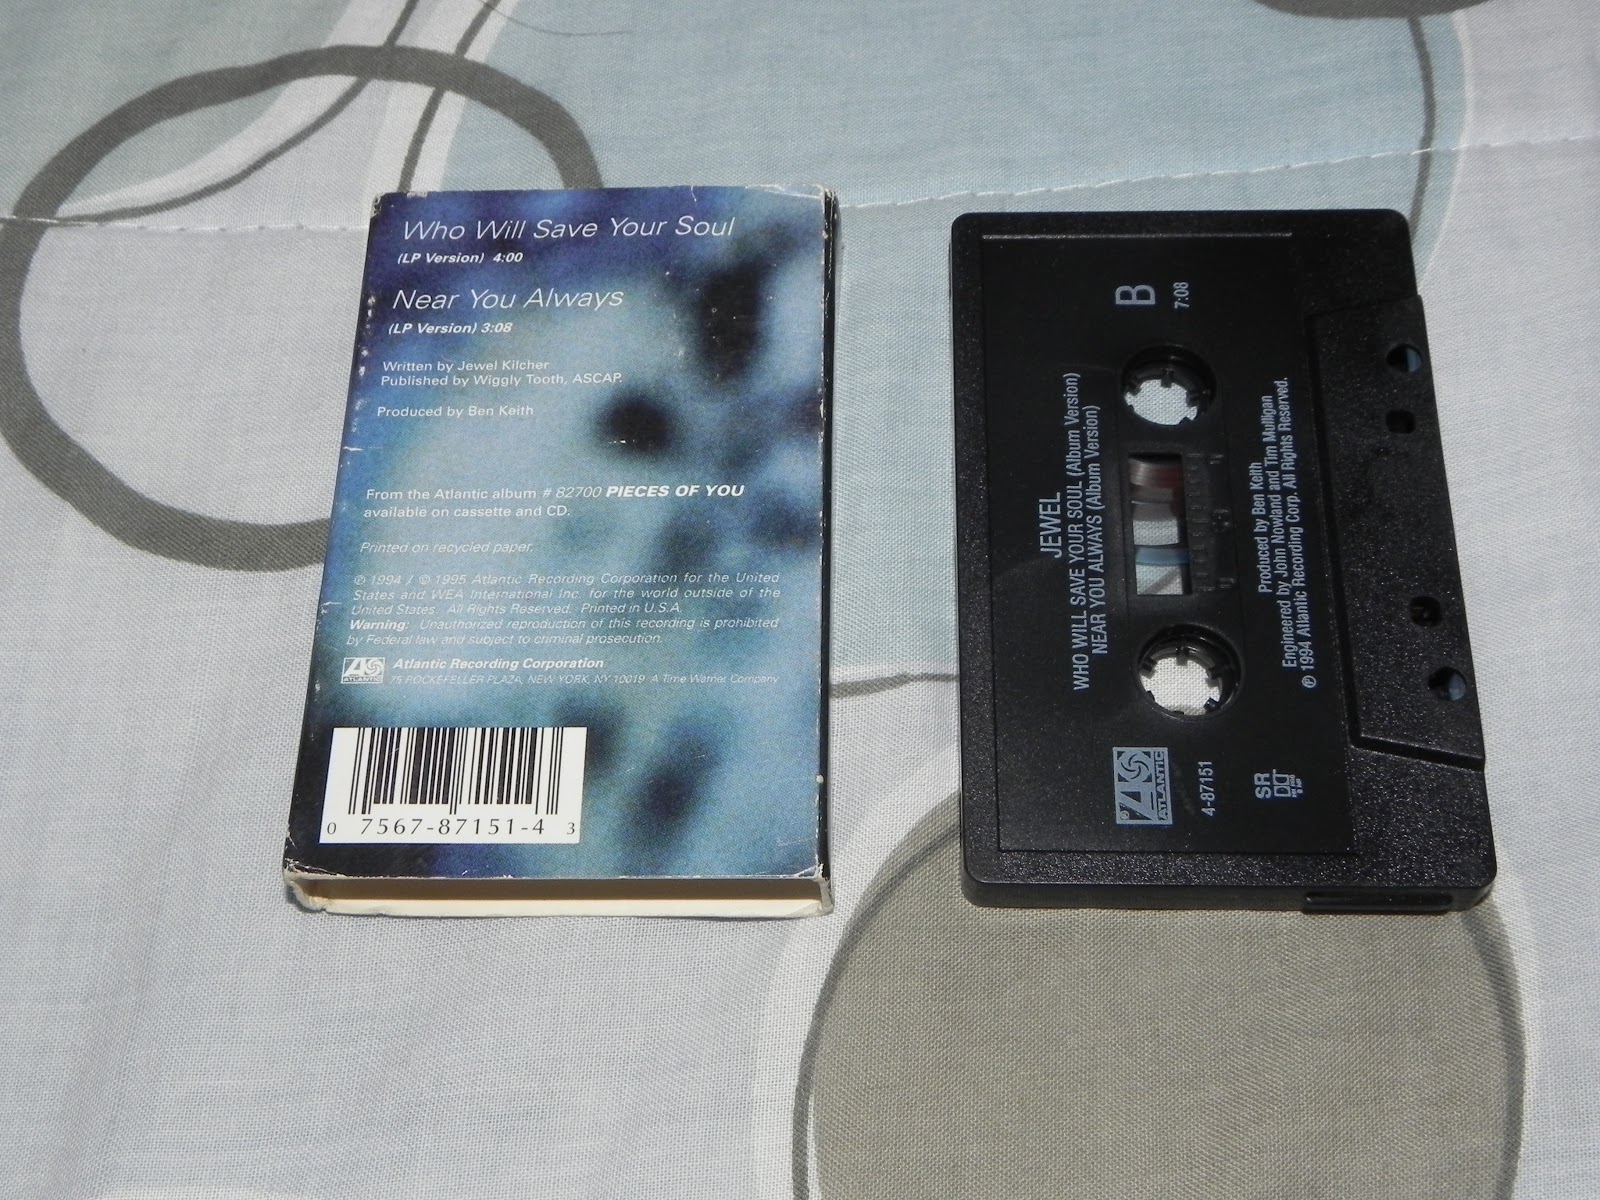 Who Will Save Your Soul
(LP Version) 4:00
Near You Always
(LP Version) 3:08
Written by Jewel Kilcher
Published by Wiggly Tooth, ASCAP.
Produced by Ben Keith
From the Atlantic album # 82700 PIECES OF YOU
available on cassette and CD.
Printed on recycled paper.
℗ 1994 / © 1995 Atlantic Recording Corporation for the United
States and WEA International Inc. for the world outside of the
United States. All Rights Reserved. Printed in U.S.A.
Warning: Unauthorized reproduction of this recording is prohibited
by Federal law and subject to criminal prosecution.
ATLANTIC
Atlantic Recording Corporation
75 ROCKEFELLER PLAZA, NEW YORK, NY 10019 A Time Warner Company
0 7567-87151-4 3
B
7:08
JEWEL
WHO WILL SAVE YOUR SOUL (Album Version)
NEAR YOU ALWAYS (Album Version)
Produced by Ben Keith
Engineered by John Nowland and Tim Mulligan
℗ 1994 Atlantic Recording Corp. All Rights Reserved.
ATLANTIC
4-87151
SR